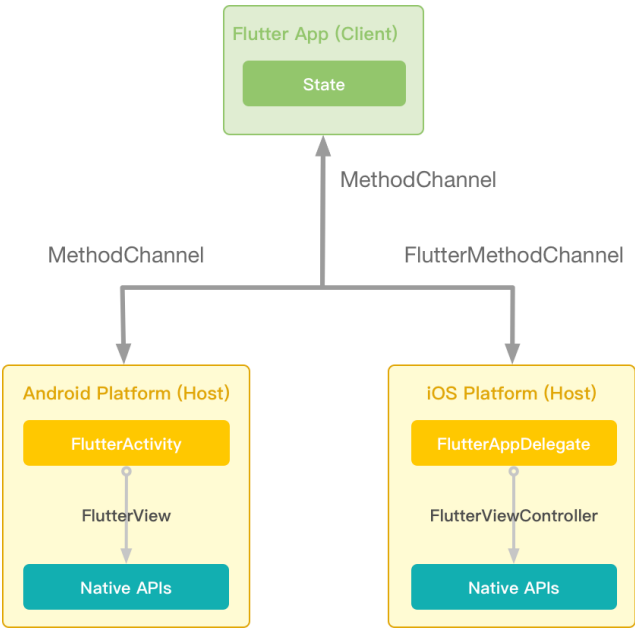 Flutter App (Client)
State
MethodChannel
MethodChannel
FlutterMethodChannel
Android Platform (Host)
iOS Platform (Host)
FlutterActivity
FlutterAppDelegate
FlutterView
FlutterViewController
Native APIs
Native APIs